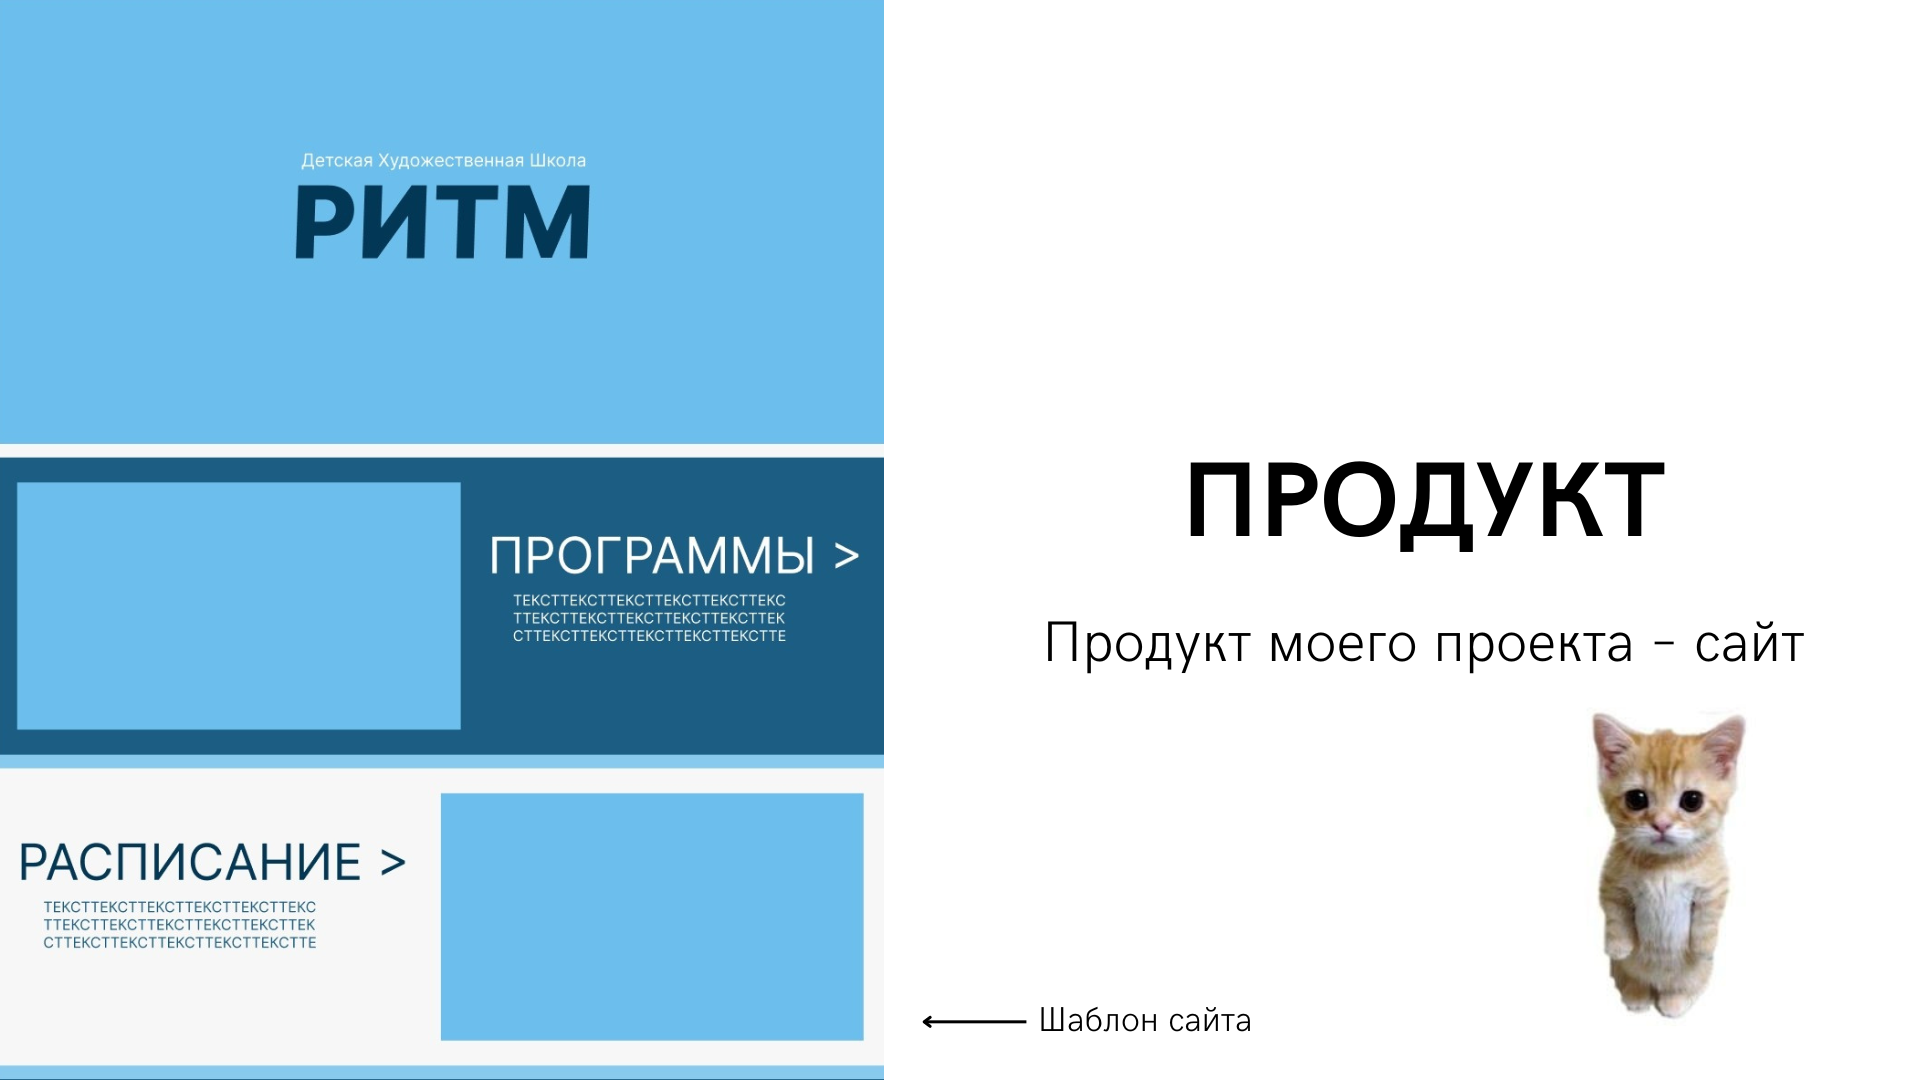 Детская Художественная Школа
РИТМ
ПРОГРАММЫ >
ТЕКСТТЕКСТТЕКСТТЕКСТТЕКСТТЕКС
ТТЕКСТТЕКСТТЕКСТТЕКСТТЕКСТТЕК
СТТЕКСТТЕКСТТЕКСТТЕКСТТЕКСТТЕ
РАСПИСАНИЕ >
ТЕКСТТЕКСТТЕКСТТЕКСТТЕКСТТЕКС
ТТЕКСТТЕКСТТЕКСТТЕКСТТЕКСТТЕК
СТТЕКСТТЕКСТТЕКСТТЕКСТТЕКСТТЕ
ПРОДУКТ
Продукт моего проекта – сайт
Шаблон сайта